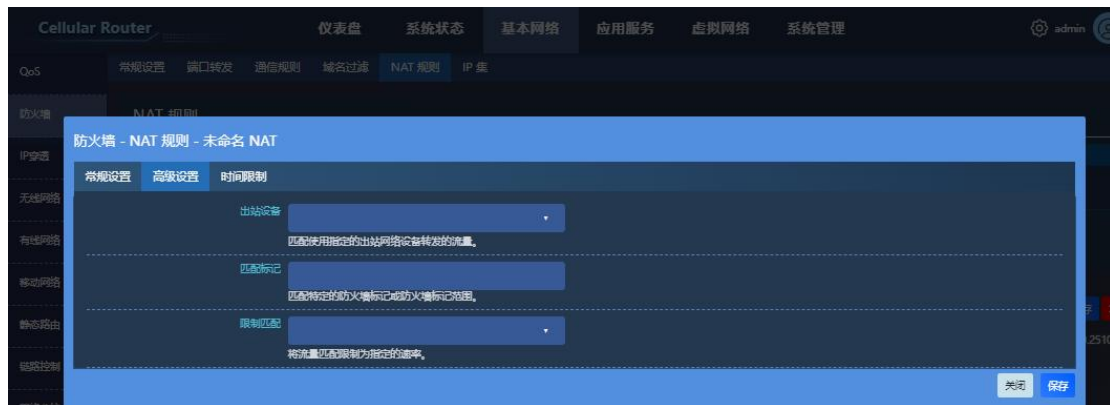 Cellular Router 仪表盘 系统状态 基本网络 应用服务 虚拟网络 系统管理 admin
QoS 常规设置 端口转发 通信规则 域名过滤 NAT 规则 IP 集
防火墙 NAT 规则
防火墙 - NAT 规则 - 未命名 NAT
IP穿透
常规设置 高级设置 时间限制
无线网络
出站设备
有线网络
匹配使用指定的出站网络设备转发的流量。
匹配标记
移动网络
匹配特定的防火墙标记或防火墙标记范围。
静态路由
限制匹配
将流量匹配限制为指定的速率。
链路控制
关闭 保存